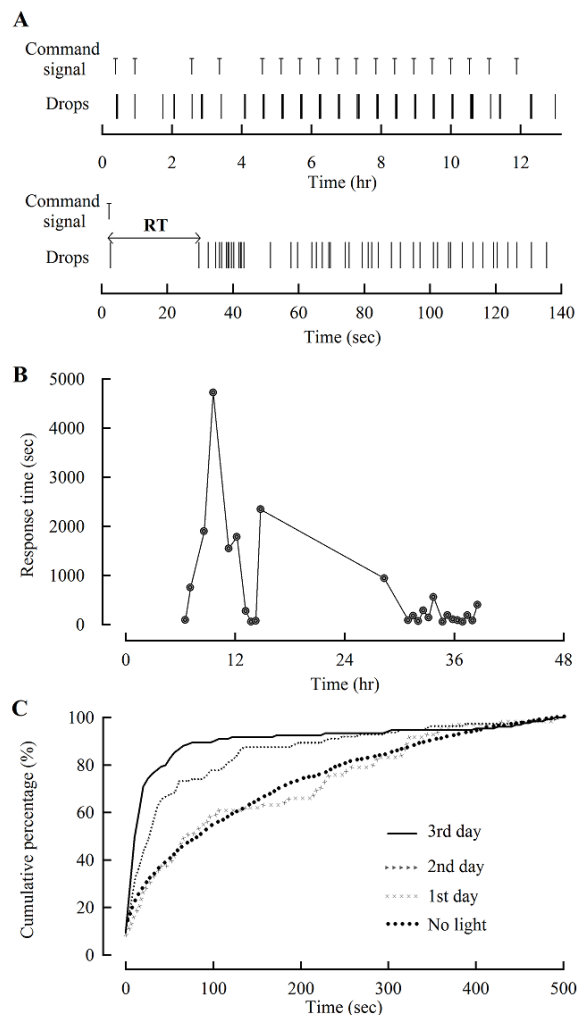 A
Command
signal
Drops
0 2 4 6 8 10 12
Time (hr)
Command
signal
RT
Drops
0 20 40 60 80 100 120 140
Time (sec)
B
5000
4000
3000
2000
1000
0
Response time (sec)
0 12 24 36 48
Time (hr)
C
100
80
60
40
20
0
Cumulative percentage (%)
3rd day
2nd day
1st day
No light
0 100 200 300 400 500
Time (sec)